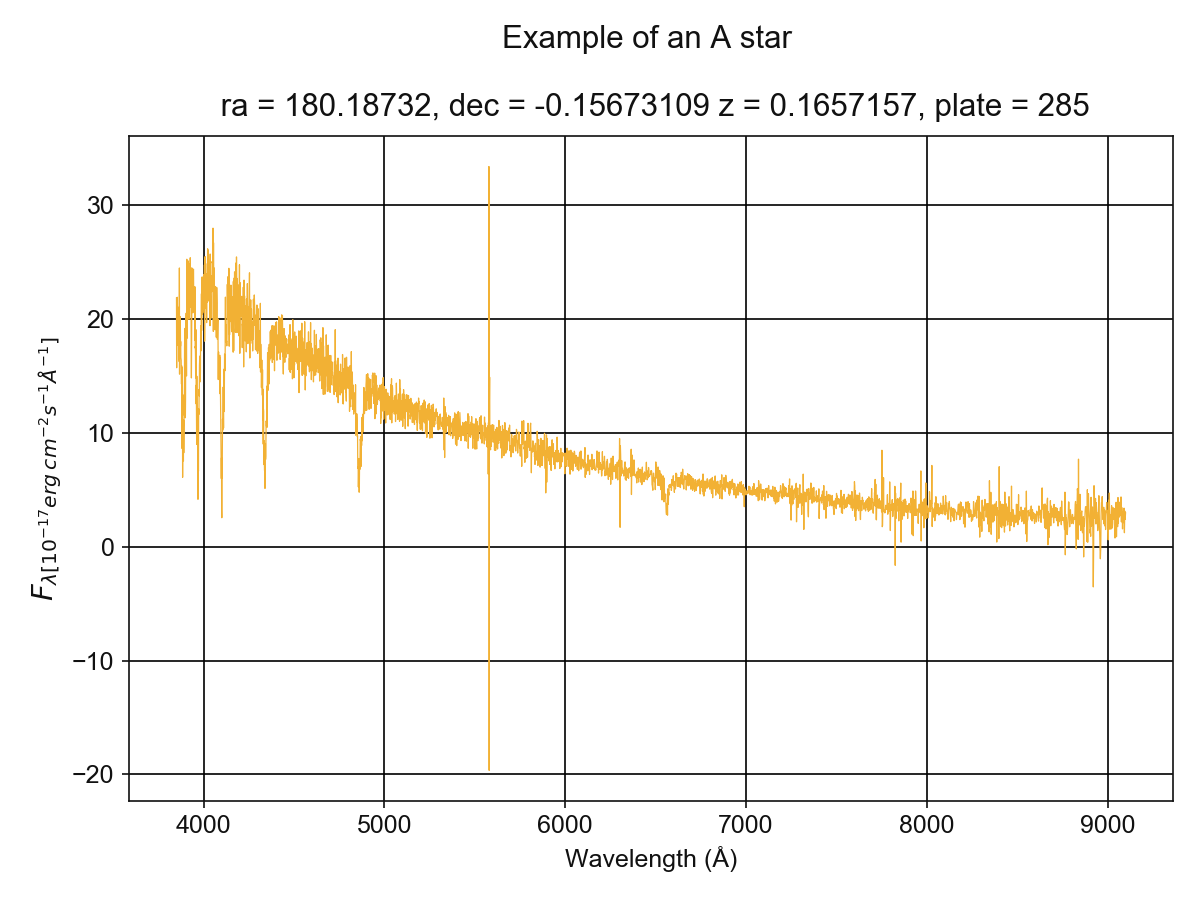 Example of an A star
ra = 180.18732, dec = -0.15673109 z = 0.1657157, plate = 285
30
20
10
0
−10
−20
F_{λ[10^{−17} erg cm^{−2} s^{−1} Å^{−1}]}
4000 5000 6000 7000 8000 9000
Wavelength (Å)